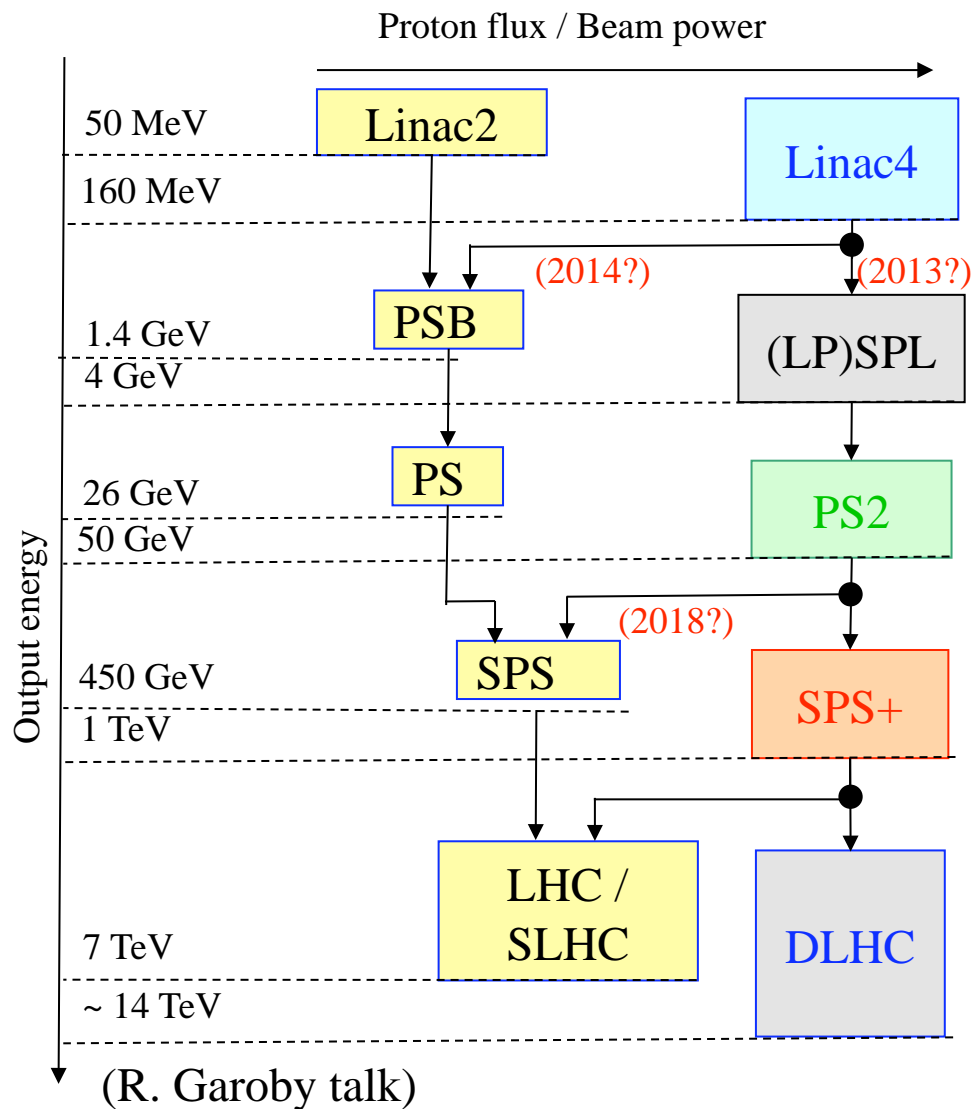 Proton flux / Beam power
50 MeV
Linac2
Linac4
160 MeV
(2014?)
(2013?)
PSB
1.4 GeV
(LP)SPL
4 GeV
PS
26 GeV
PS2
50 GeV
(2018?)
Output energy
SPS
450 GeV
SPS+
1 TeV
LHC /
SLHC
7 TeV
DLHC
~ 14 TeV
(R. Garoby talk)